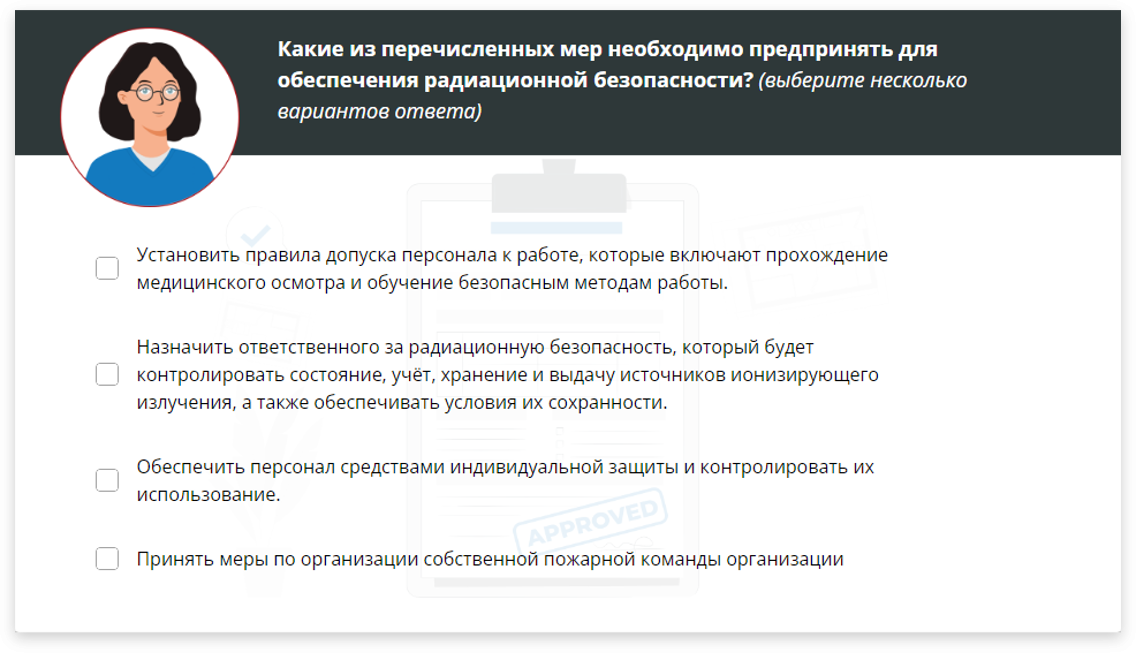 Какие из перечисленных мер необходимо предпринять для
обеспечения радиационной безопасности? (выберите несколько
вариантов ответа)
Установить правила допуска персонала к работе, которые включают прохождение
медицинского осмотра и обучение безопасным методам работы.
Назначить ответственного за радиационную безопасность, который будет
контролировать состояние, учёт, хранение и выдачу источников ионизирующего
излучения, а также обеспечивать условия их сохранности.
Обеспечить персонал средствами индивидуальной защиты и контролировать их
использование.
APPROVED
Принять меры по организации собственной пожарной команды организации